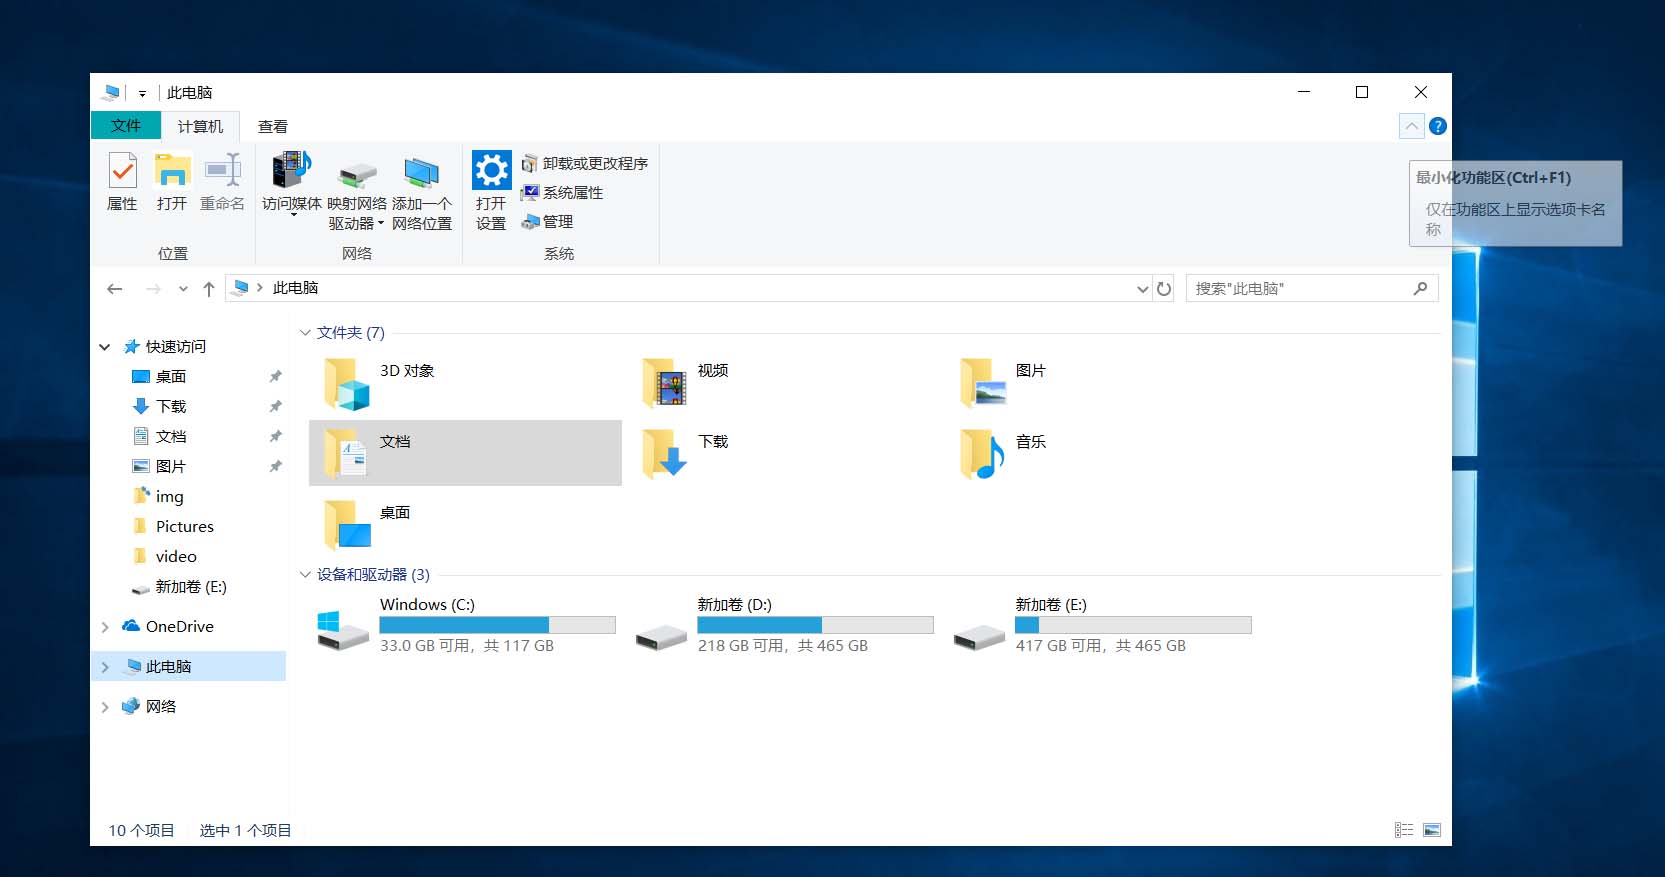 此电脑
文件 计算机 查看
?
属性 打开 重命名 访问媒体 映射网络驱动器 添加一个网络位置 打开设置 卸载或更改程序
系统属性
管理
位置 网络 系统
最小化功能区(Ctrl+F1)
仅在功能区上显示选项卡名
称
此电脑 搜索"此电脑"
快速访问
桌面
下载
文档
图片
img
Pictures
video
新加卷 (E:)
OneDrive
此电脑
网络
文件夹 (7)
3D 对象 视频 图片
文档 下载 音乐
桌面
设备和驱动器 (3)
Windows (C:) 新加卷 (D:) 新加卷 (E:)
33.0 GB 可用，共 117 GB 218 GB 可用，共 465 GB 417 GB 可用，共 465 GB
10 个项目 选中 1 个项目